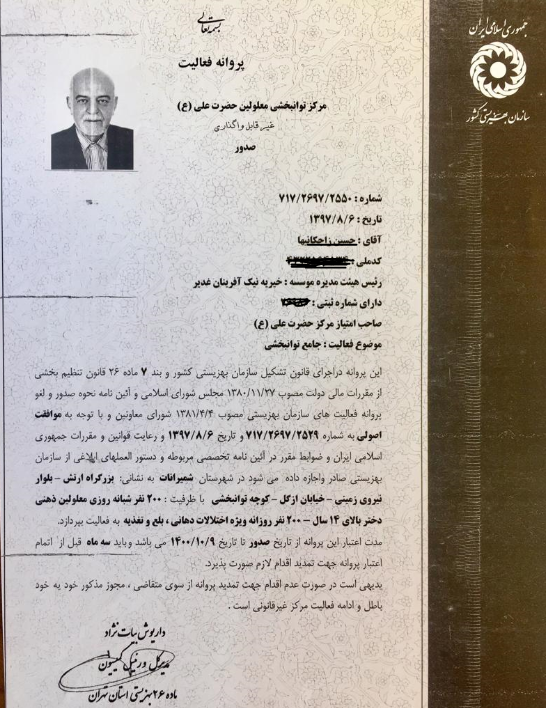 بسمه تعالی
جمهوری اسلامی ایران
سازمان بهزیستی کشور
پروانه فعالیت
مرکز توانبخشی معلولین حضرت علی (ع)
غیر قابل واگذاری
صدور
شماره : ۷۱۷/۲۶۹۷/۲۵۵۰
تاریخ : ۱۳۹۷/۸/۶
آقای : حسین زاجکانیها
کدملی :
رئیس هیئت مدیره موسسه : خیریه نیک آفرینان غدیر
دارای شماره ثبتی :
صاحب امتیاز مرکز حضرت علی (ع)
موضوع فعالیت : جامع توانبخشی
این پروانه دراجرای قانون تشکیل سازمان بهزیستی کشور و بند ۷ ماده ۲۶ قانون تنظیم بخشی
از مقررات مالی دولت مصوب ۱۳۸۰/۱۱/۲۷ مجلس شورای اسلامی و آئین نامه نحوه صدور و لغو
پروانه فعالیت های سازمان بهزیستی مصوب ۱۳۸۱/۴/۴ شورای معاونین و با توجه به موافقت
اصولی به شماره ۷۱۷/۲۶۹۷/۲۵۲۹ و تاریخ ۱۳۹۷/۸/۶ و رعایت قوانین و مقررات جمهوری
اسلامی ایران و ضوابط مقرر در آئین نامه تخصصی مربوطه و دستور العملهای ابلاغی از سازمان
بهزیستی صادر واجازه داده می شود در شهرستان شمیرانات به نشانی: بزرگراه ارتش – بلوار
نیروی زمینی – خیابان ازگل – کوچه توانبخشی با ظرفیت : ۲۰۰ نفر شبانه روزی معلولین ذهنی
دختر بالای ۱۴ سال – ۲۰۰ نفر روزانه ویژه اختلالات دهانی ، بلع و تغذیه به فعالیت بپردازد.
مدت اعتبار این پروانه از تاریخ صدور تا تاریخ ۱۴۰۰/۱۰/۹ می باشد وباید سه ماه قبل از اتمام
اعتبار پروانه جهت تمدید اقدام لازم صورت پذیرد.
بدیهی است در صورت عدم اقدام جهت تمدید پروانه از سوی متقاضی ، مجوز مذکور خود به خود
باطل و ادامه فعالیت مرکز غیرقانونی است .
داریوش بیات نژاد
مدیرکل و رئیس کمیسیون
ماده ۲۶ بهزیستی استان تهران